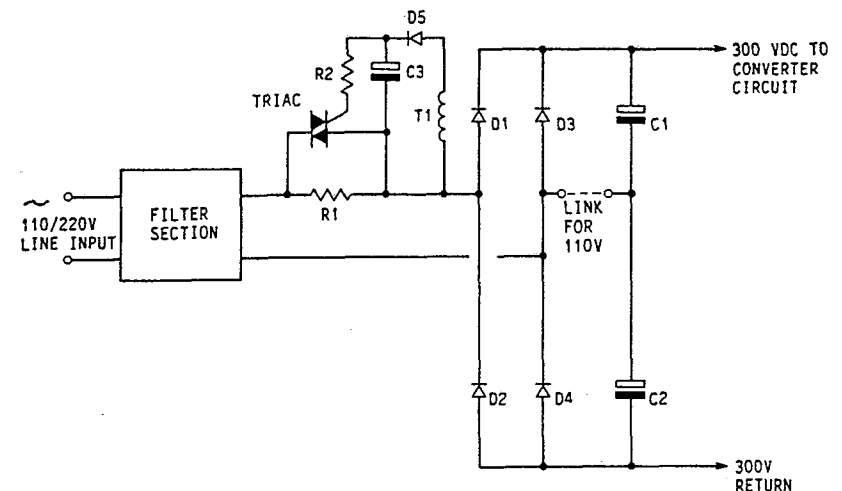 D5
R2
C3
TRIAC
T1
D1
D3
C1
300 VDC TO
CONVERTER
CIRCUIT
110/220V
LINE INPUT
FILTER
SECTION
R1
LINK
FOR
110V
D2
D4
C2
300V
RETURN